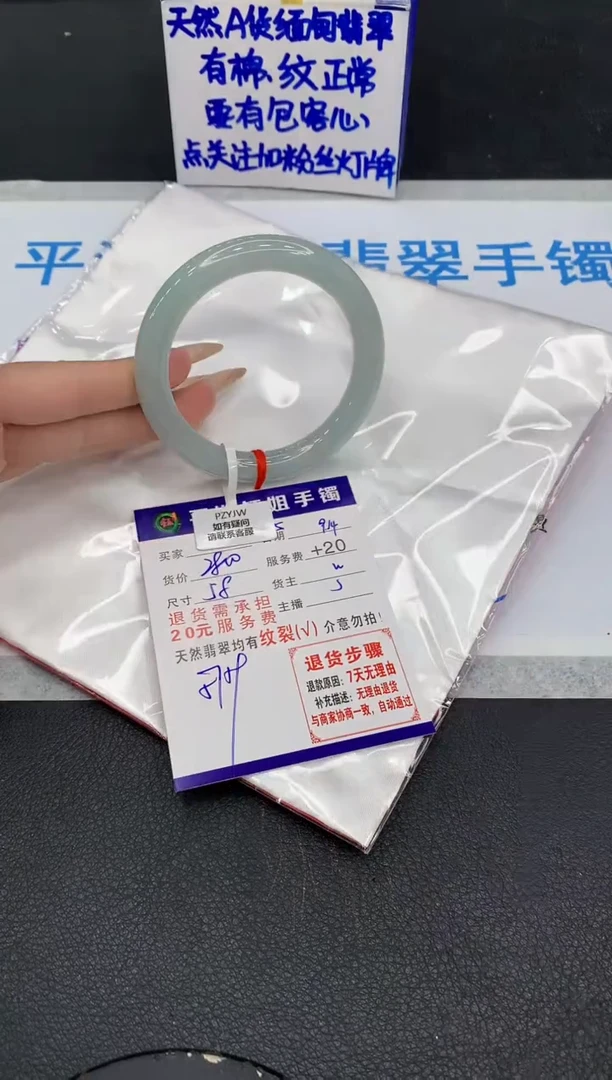 天然A货缅甸翡翠
有棉、纹正常
要有包容心
点关注加粉丝灯牌
平 翡翠手镯
姐手镯
PZYJW
如有疑问
请联系客服
买家 期 9/4
货价 2800 服务费 +20
尺寸 58 货主
退货需承担 主播
20元服务费
天然翡翠均有纹裂(√)介意勿拍!
退货步骤
退款原因:7天无理由
补充描述:无理由退货
与商家协商一致,自动通过